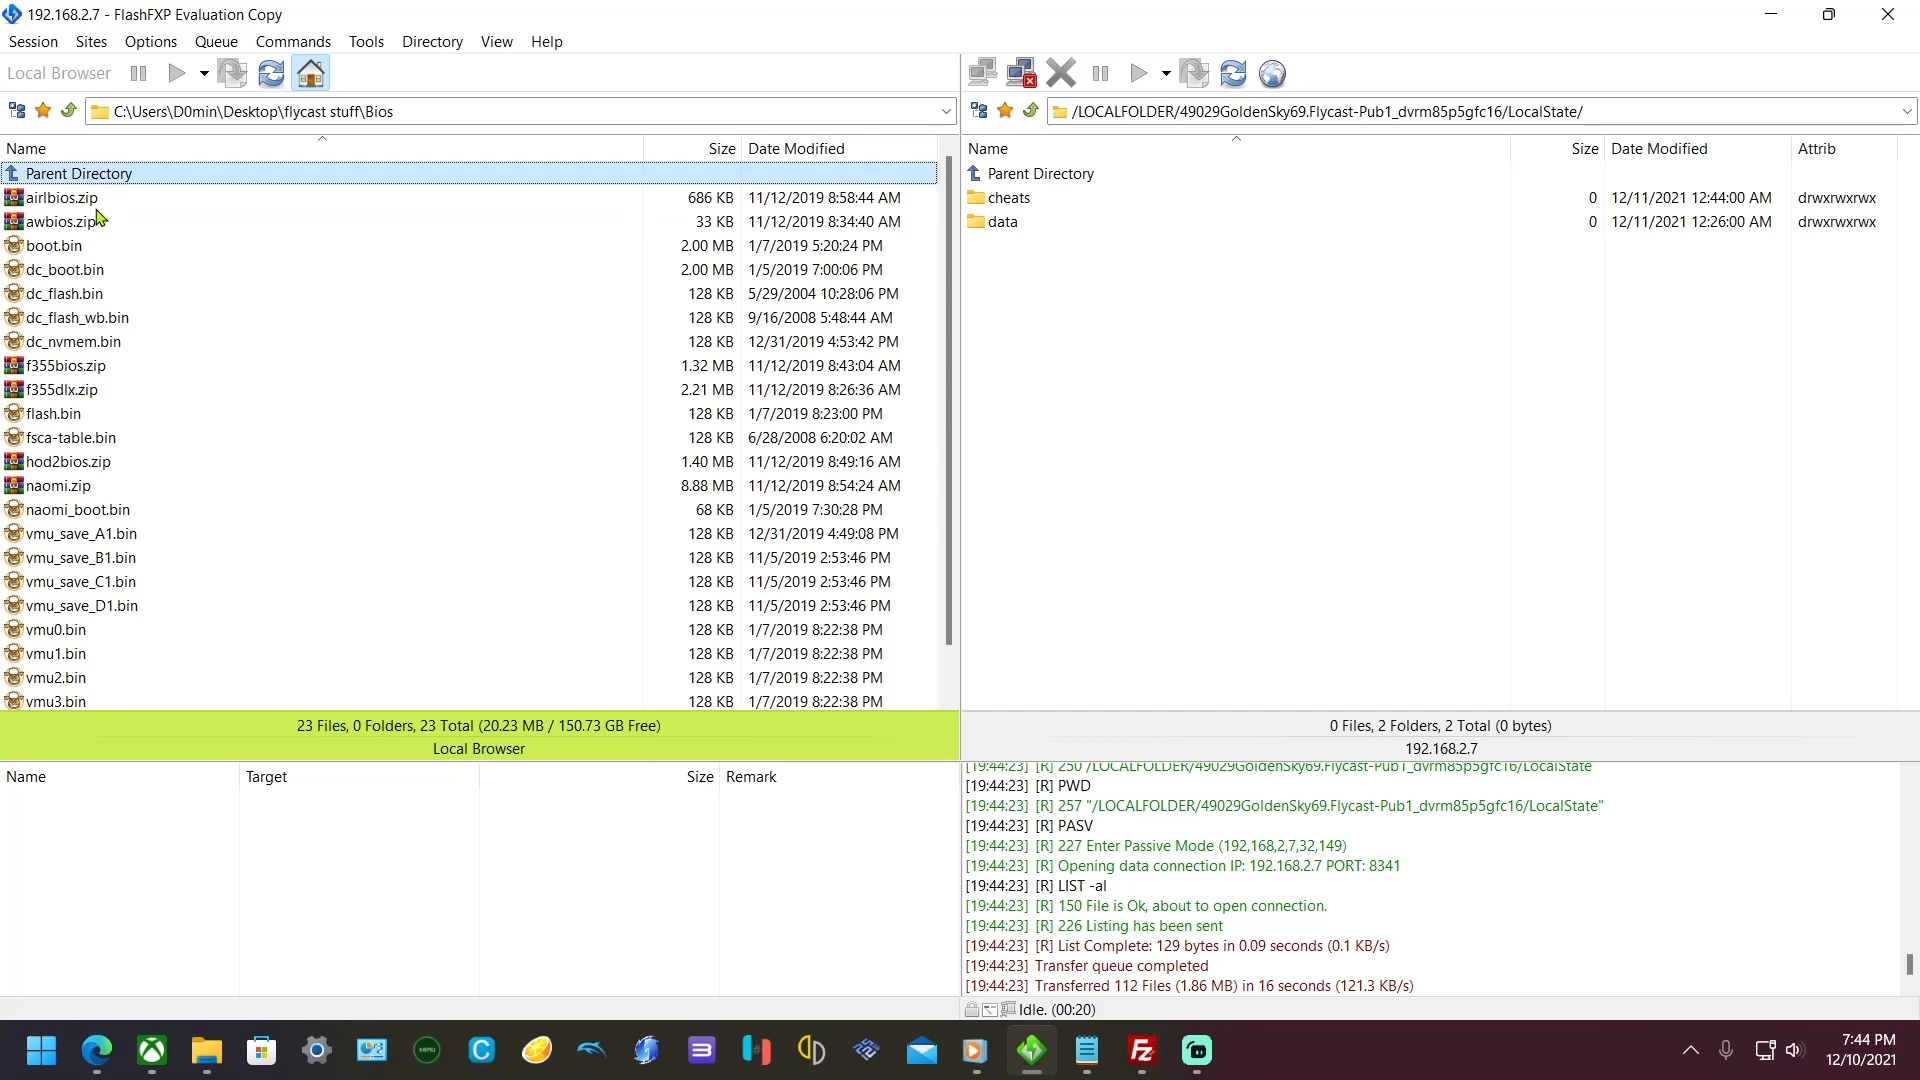 192.168.2.7 - FlashFXP Evaluation Copy
Session Sites Options Queue Commands Tools Directory View Help
Local Browser
C:\Users\D0min\Desktop\flycast stuff\Bios
/LOCALFOLDER/49029GoldenSky69.Flycast-Pub1_dvrm85p5gfc16/LocalState/
Name Size Date Modified
Parent Directory
airlbios.zip 686 KB 11/12/2019 8:58:44 AM
awbios.zip 33 KB 11/12/2019 8:34:40 AM
boot.bin 2.00 MB 1/7/2019 5:20:24 PM
dc_boot.bin 2.00 MB 1/5/2019 7:00:06 PM
dc_flash.bin 128 KB 5/29/2004 10:28:06 PM
dc_flash_wb.bin 128 KB 9/16/2008 5:48:44 AM
dc_nvmem.bin 128 KB 12/31/2019 4:53:42 PM
f355bios.zip 1.32 MB 11/12/2019 8:43:04 AM
f355dlx.zip 2.21 MB 11/12/2019 8:26:36 AM
flash.bin 128 KB 1/7/2019 8:23:00 PM
fsca-table.bin 128 KB 6/28/2008 6:20:02 AM
hod2bios.zip 1.40 MB 11/12/2019 8:49:16 AM
naomi.zip 8.88 MB 11/12/2019 8:54:24 AM
naomi_boot.bin 68 KB 1/5/2019 7:30:28 PM
vmu_save_A1.bin 128 KB 12/31/2019 4:49:08 PM
vmu_save_B1.bin 128 KB 11/5/2019 2:53:46 PM
vmu_save_C1.bin 128 KB 11/5/2019 2:53:46 PM
vmu_save_D1.bin 128 KB 11/5/2019 2:53:46 PM
vmu0.bin 128 KB 1/7/2019 8:22:38 PM
vmu1.bin 128 KB 1/7/2019 8:22:38 PM
vmu2.bin 128 KB 1/7/2019 8:22:38 PM
vmu3.bin 128 KB 1/7/2019 8:22:38 PM
23 Files, 0 Folders, 23 Total (20.23 MB / 150.73 GB Free)
Local Browser
Name Size Date Modified Attrib
Parent Directory
cheats 0 12/11/2021 12:44:00 AM drwxrwxrwx
data 0 12/11/2021 12:26:00 AM drwxrwxrwx
0 Files, 2 Folders, 2 Total (0 bytes)
192.168.2.7
Name Target Size Remark
[19:44:23] [R] 250 /LOCALFOLDER/49029GoldenSky69.Flycast-Pub1_dvrm85p5gfc16/LocalState
[19:44:23] [R] PWD
[19:44:23] [R] 257 "/LOCALFOLDER/49029GoldenSky69.Flycast-Pub1_dvrm85p5gfc16/LocalState"
[19:44:23] [R] PASV
[19:44:23] [R] 227 Enter Passive Mode (192,168,2,7,32,149)
[19:44:23] [R] Opening data connection IP: 192.168.2.7 PORT: 8341
[19:44:23] [R] LIST -al
[19:44:23] [R] 150 File is Ok, about to open connection.
[19:44:23] [R] 226 Listing has been sent
[19:44:23] [R] List Complete: 129 bytes in 0.09 seconds (0.1 KB/s)
[19:44:23] Transfer queue completed
[19:44:23] Transferred 112 Files (1.86 MB) in 16 seconds (121.3 KB/s)
Idle. (00:20)
xemu
C
Fz
7:44 PM
12/10/2021